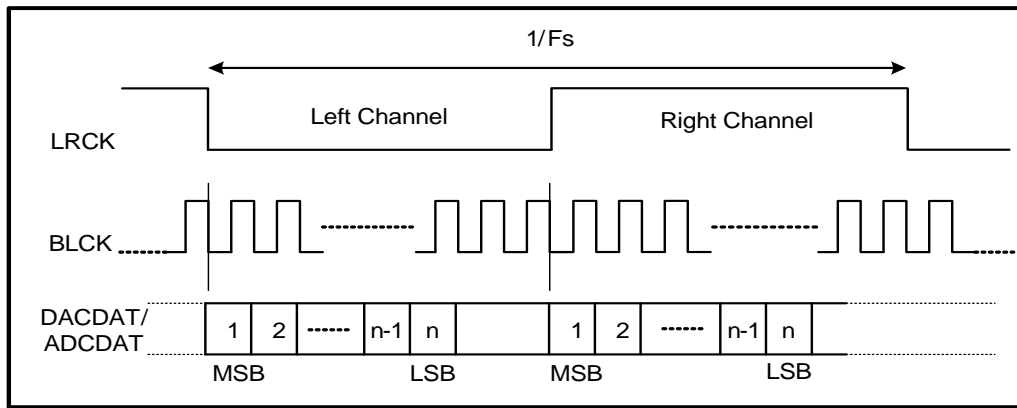 1/Fs
Left Channel
Right Channel
LRCK
BLCK
DACDAT/
ADCDAT
1 2 n-1 n 1 2 n-1 n
MSB LSB MSB LSB